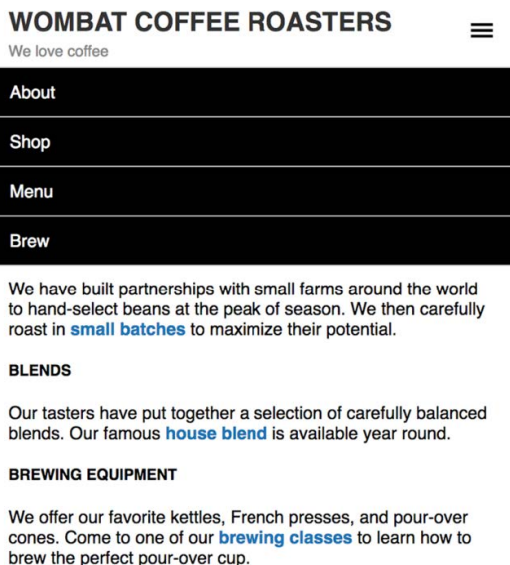 WOMBAT COFFEE ROASTERS
We love coffee
About
Shop
Menu
Brew
We have built partnerships with small farms around the world
to hand-select beans at the peak of season. We then carefully
roast in small batches to maximize their potential.
BLENDS
Our tasters have put together a selection of carefully balanced
blends. Our famous house blend is available year round.
BREWING EQUIPMENT
We offer our favorite kettles, French presses, and pour-over
cones. Come to one of our brewing classes to learn how to
brew the perfect pour-over cup.